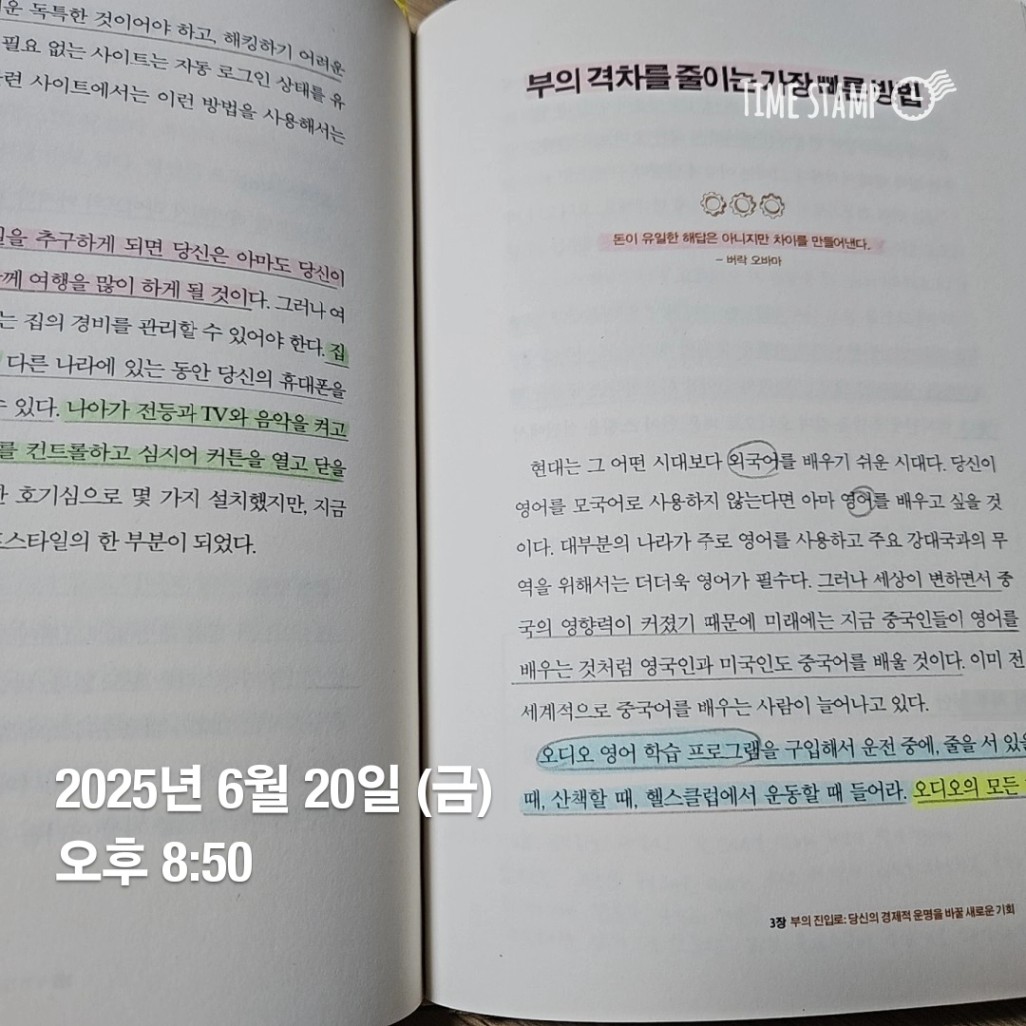 운 독특한 것이어야 하고, 해킹하기 어려운
필요 없는 사이트는 자동 로그인 상태를 유
련 사이트에서는 이런 방법을 사용해서는
을 추구하게 되면 당신은 아마도 당신이
께 여행을 많이 하게 될 것이다. 그러나 여
는 집의 경비를 관리할 수 있어야 한다. 집
다른 나라에 있는 동안 당신의 휴대폰을
수 있다. 나아가 전등과 TV와 음악을 켜고
를 컨트롤하고 심지어 커튼을 열고 닫을
한 호기심으로 몇 가지 설치했지만, 지금
프스타일의 한 부분이 되었다.
부의 격차를 줄이는 가장 빠른 방법
TIME STAMP
돈이 유일한 해답은 아니지만 차이를 만들어낸다.
– 버락 오바마
현대는 그 어떤 시대보다 외국어를 배우기 쉬운 시대다. 당신이
영어를 모국어로 사용하지 않는다면 아마 영어를 배우고 싶을 것
이다. 대부분의 나라가 주로 영어를 사용하고 주요 강대국과의 무
역을 위해서는 더더욱 영어가 필수다. 그러나 세상이 변하면서 중
국의 영향력이 커졌기 때문에 미래에는 지금 중국인들이 영어를
배우는 것처럼 영국인과 미국인도 중국어를 배울 것이다. 이미 전
세계적으로 중국어를 배우는 사람이 늘어나고 있다.
오디오 영어 학습 프로그램을 구입해서 운전 중에, 줄을 서 있을
때, 산책할 때, 헬스클럽에서 운동할 때 들어라. 오디오의 모든
3장 부의 진입로: 당신의 경제적 운명을 바꿀 새로운 기회
2025년 6월 20일 (금)
오후 8:50